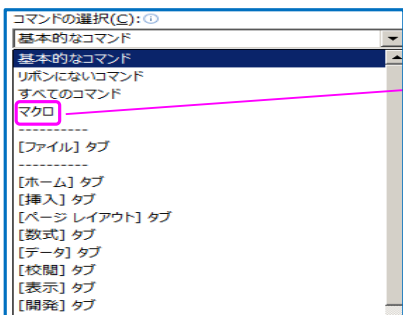 コマンドの選択(C):
基本的なコマンド
基本的なコマンド
リボンにないコマンド
すべてのコマンド
マクロ
----------
[ファイル] タブ
----------
[ホーム] タブ
[挿入] タブ
[ページ レイアウト] タブ
[数式] タブ
[データ] タブ
[校閲] タブ
[表示] タブ
[開発] タブ